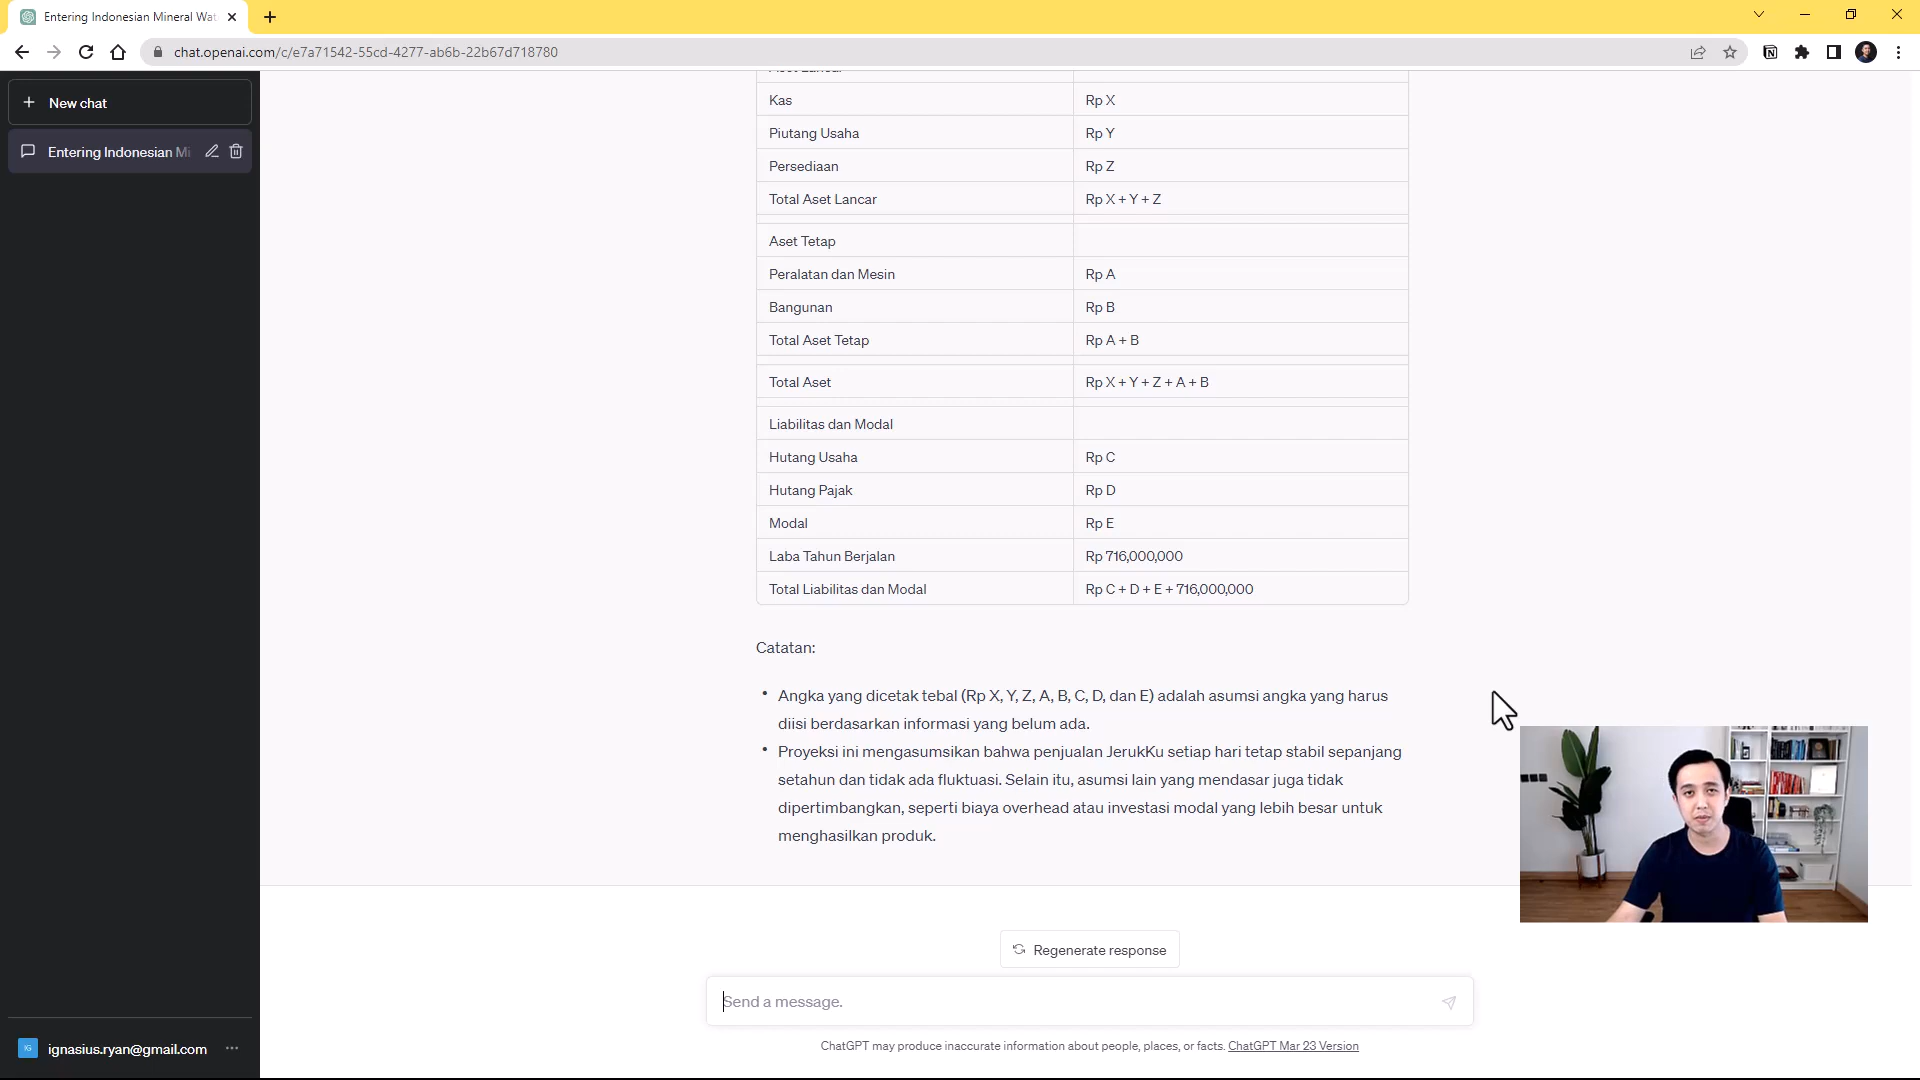 Entering Indonesian Mineral Wat
chat.openai.com/c/e7a71542-55cd-4277-ab6b-22b67d718780
New chat
Entering Indonesian Mi
Kas Rp X
Piutang Usaha Rp Y
Persediaan Rp Z
Total Aset Lancar Rp X + Y + Z
Aset Tetap
Peralatan dan Mesin Rp A
Bangunan Rp B
Total Aset Tetap Rp A + B
Total Aset Rp X + Y + Z + A + B
Liabilitas dan Modal
Hutang Usaha Rp C
Hutang Pajak Rp D
Modal Rp E
Laba Tahun Berjalan Rp 716,000,000
Total Liabilitas dan Modal Rp C + D + E + 716,000,000
Catatan:
• Angka yang dicetak tebal (Rp X, Y, Z, A, B, C, D, dan E) adalah asumsi angka yang harus
diisi berdasarkan informasi yang belum ada.
• Proyeksi ini mengasumsikan bahwa penjualan JerukKu setiap hari tetap stabil sepanjang
setahun dan tidak ada fluktuasi. Selain itu, asumsi lain yang mendasar juga tidak
dipertimbangkan, seperti biaya overhead atau investasi modal yang lebih besar untuk
menghasilkan produk.
Regenerate response
Send a message.
ChatGPT may produce inaccurate information about people, places, or facts. ChatGPT Mar 23 Version
IG
ignasius.ryan@gmail.com